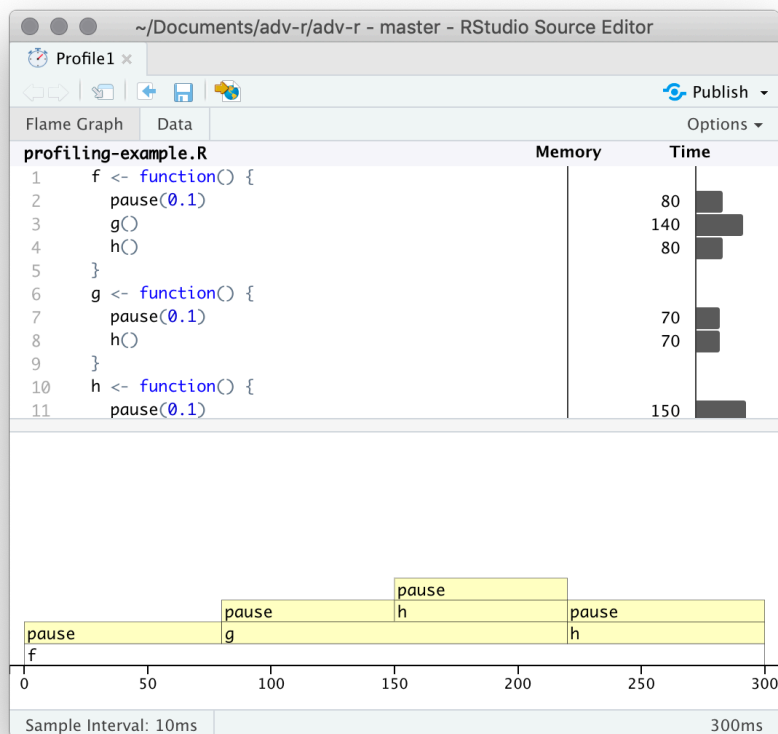 ~/Documents/adv-r/adv-r - master - RStudio Source Editor
Profile1 ×
Publish
Flame Graph Data Options
profiling-example.R Memory Time
1 f <- function() {
2 pause(0.1) 80
3 g() 140
4 h() 80
5 }
6 g <- function() {
7 pause(0.1) 70
8 h() 70
9 }
10 h <- function() {
11 pause(0.1) 150
pause
pause h pause
pause g h
f
0 50 100 150 200 250 300
Sample Interval: 10ms 300ms